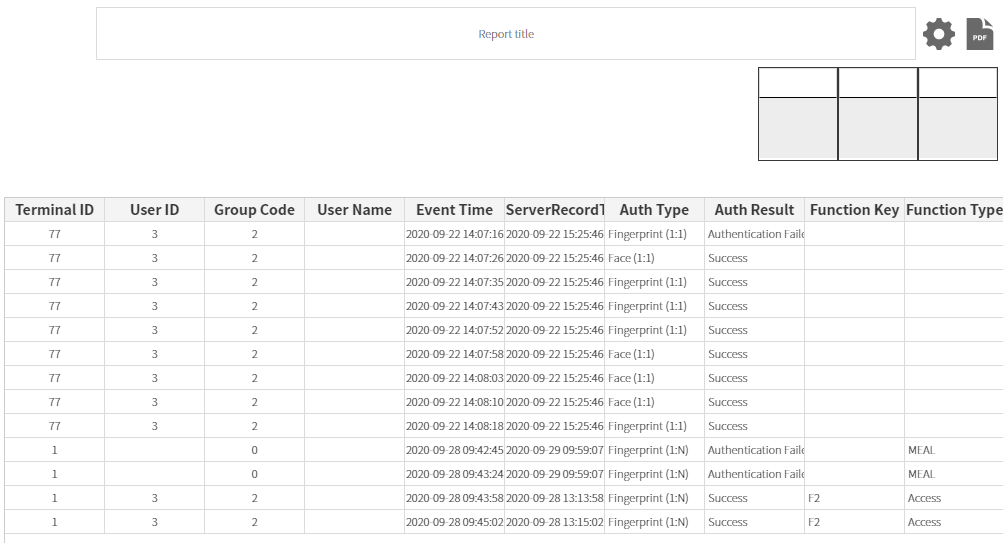 Report title
PDF
Terminal ID User ID Group Code User Name Event Time ServerRecordT Auth Type Auth Result Function Key Function Type
77 3 2 2020-09-22 14:07:16 2020-09-22 15:25:46 Fingerprint (1:1) Authentication Faile
77 3 2 2020-09-22 14:07:26 2020-09-22 15:25:46 Face (1:1) Success
77 3 2 2020-09-22 14:07:35 2020-09-22 15:25:46 Fingerprint (1:1) Success
77 3 2 2020-09-22 14:07:43 2020-09-22 15:25:46 Fingerprint (1:1) Success
77 3 2 2020-09-22 14:07:52 2020-09-22 15:25:46 Fingerprint (1:1) Success
77 3 2 2020-09-22 14:07:58 2020-09-22 15:25:46 Face (1:1) Success
77 3 2 2020-09-22 14:08:03 2020-09-22 15:25:46 Face (1:1) Success
77 3 2 2020-09-22 14:08:10 2020-09-22 15:25:46 Face (1:1) Success
77 3 2 2020-09-22 14:08:18 2020-09-22 15:25:46 Fingerprint (1:1) Success
1 0 2020-09-28 09:42:45 2020-09-29 09:59:07 Fingerprint (1:N) Authentication Faile MEAL
1 0 2020-09-28 09:43:24 2020-09-29 09:59:07 Fingerprint (1:N) Authentication Faile MEAL
1 3 2 2020-09-28 09:43:58 2020-09-28 13:13:58 Fingerprint (1:N) Success F2 Access
1 3 2 2020-09-28 09:45:02 2020-09-28 13:15:02 Fingerprint (1:N) Success F2 Access